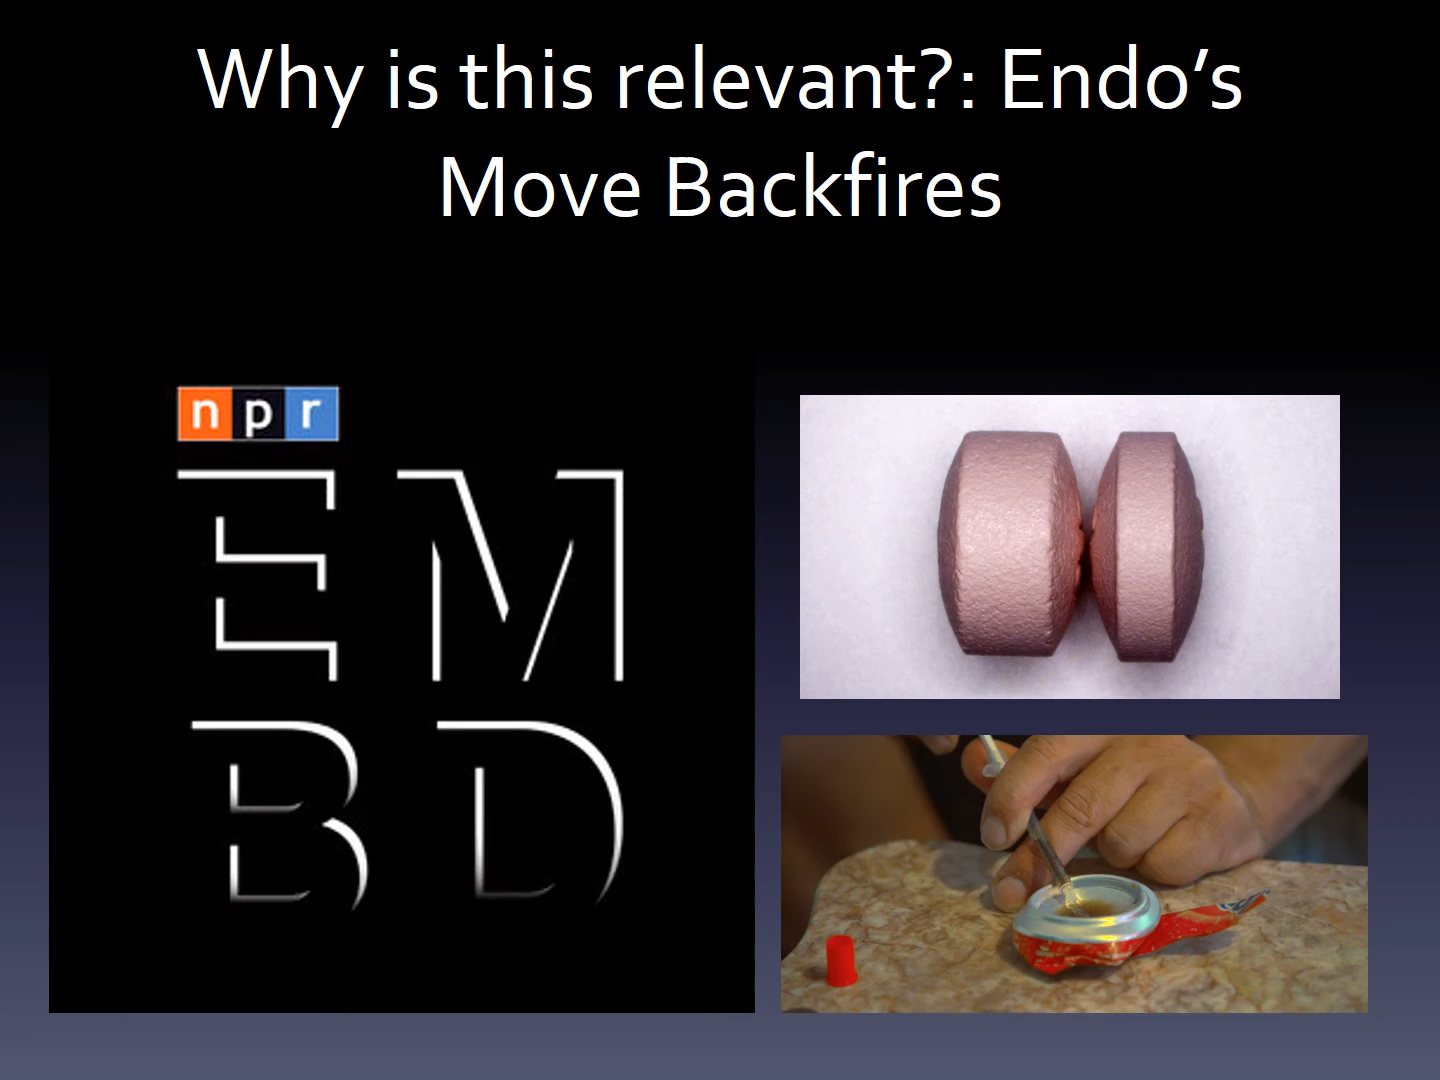 Why is this relevant?: Endo’s
Move Backfires
npr
EM
BD